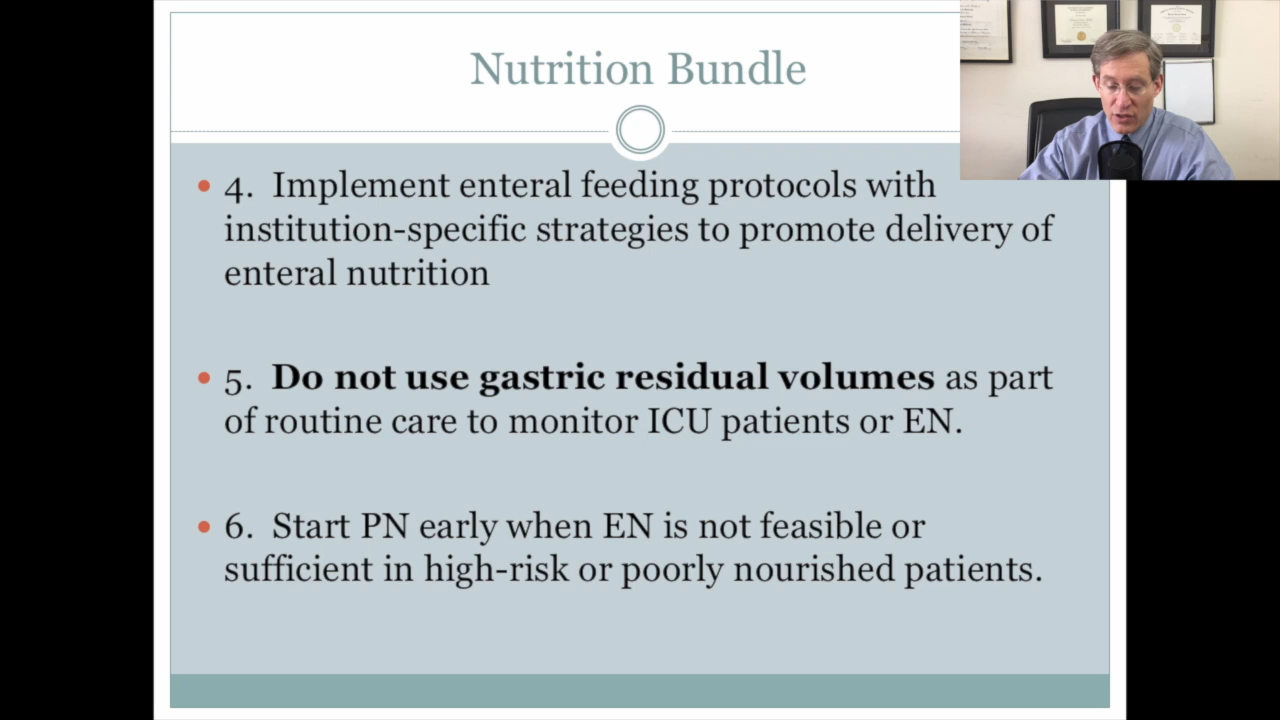 Nutrition Bundle
• 4. Implement enteral feeding protocols with
institution-specific strategies to promote delivery of
enteral nutrition
• 5. Do not use gastric residual volumes as part
of routine care to monitor ICU patients or EN.
• 6. Start PN early when EN is not feasible or
sufficient in high-risk or poorly nourished patients.